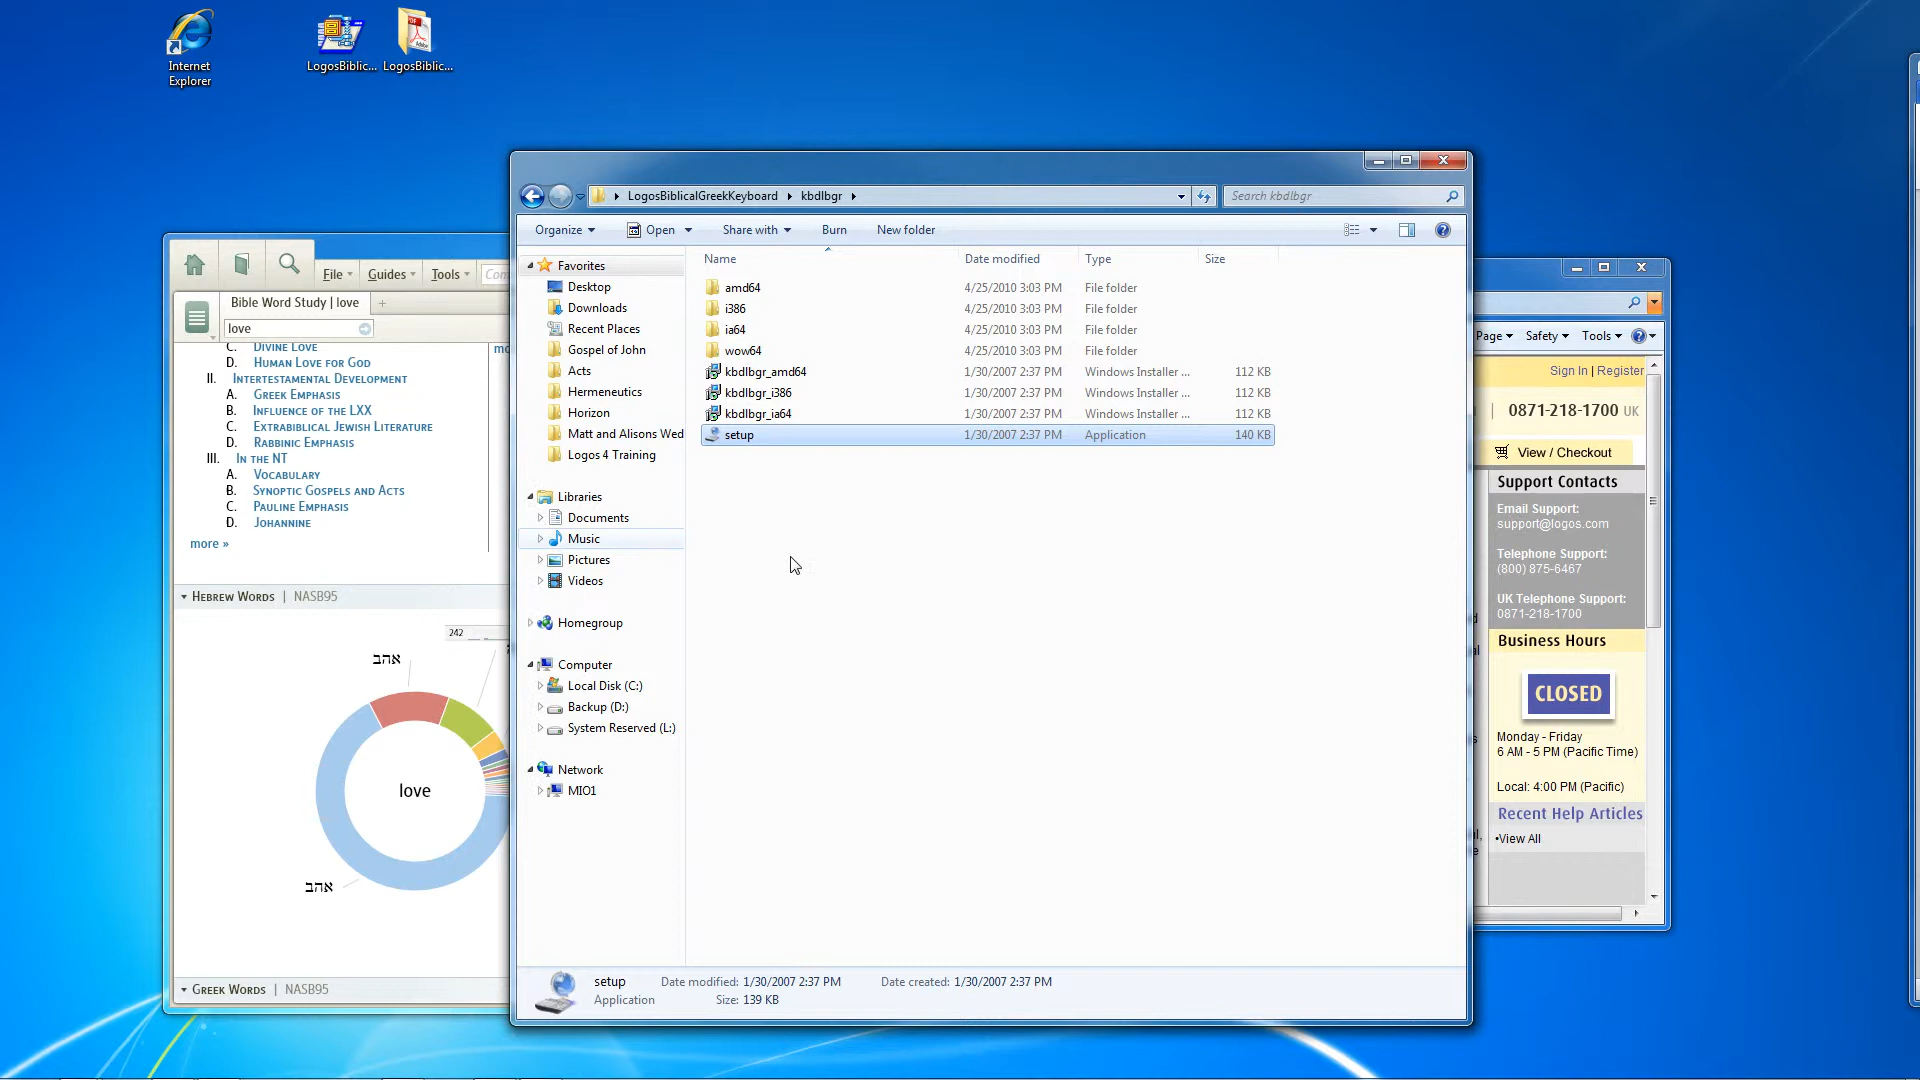 Internet
Explorer
LogosBiblic...
LogosBiblic...
LogosBiblicalGreekKeyboard
kbdlbgr
Search kbdlbgr
Organize
Open
Share with
Burn
New folder
Favorites
Desktop
Downloads
Recent Places
Gospel of John
Acts
Hermeneutics
Horizon
Matt and Alisons Wed
Logos 4 Training
Libraries
Documents
Music
Pictures
Videos
Homegroup
Computer
Local Disk (C:)
Backup (D:)
System Reserved (L:)
Network
MIO1
Name Date modified Type Size
amd64 4/25/2010 3:03 PM File folder
i386 4/25/2010 3:03 PM File folder
ia64 4/25/2010 3:03 PM File folder
wow64 4/25/2010 3:03 PM File folder
kbdlbgr_amd64 1/30/2007 2:37 PM Windows Installer ... 112 KB
kbdlbgr_i386 1/30/2007 2:37 PM Windows Installer ... 112 KB
kbdlbgr_ia64 1/30/2007 2:37 PM Windows Installer ... 112 KB
setup 1/30/2007 2:37 PM Application 140 KB
setup Date modified: 1/30/2007 2:37 PM Date created: 1/30/2007 2:37 PM
Application Size: 139 KB
File Guides Tools
Bible Word Study | love
love
C. Divine Love
D. Human Love for God
II. Intertestamental Development
A. Greek Emphasis
B. Influence of the LXX
C. Extrabiblical Jewish Literature
D. Rabbinic Emphasis
III. In the NT
A. Vocabulary
B. Synoptic Gospels and Acts
C. Pauline Emphasis
D. Johannine
more »
Hebrew Words | NASB95
242
אהב
love
אהב
Greek Words | NASB95
Page Safety Tools
Sign In | Register
| 0871-218-1700 UK
View / Checkout
Support Contacts
Email Support:
support@logos.com
Telephone Support:
(800) 875-6467
UK Telephone Support:
0871-218-1700
Business Hours
CLOSED
Monday - Friday
6 AM - 5 PM (Pacific Time)
Local: 4:00 PM (Pacific)
Recent Help Articles
•View All